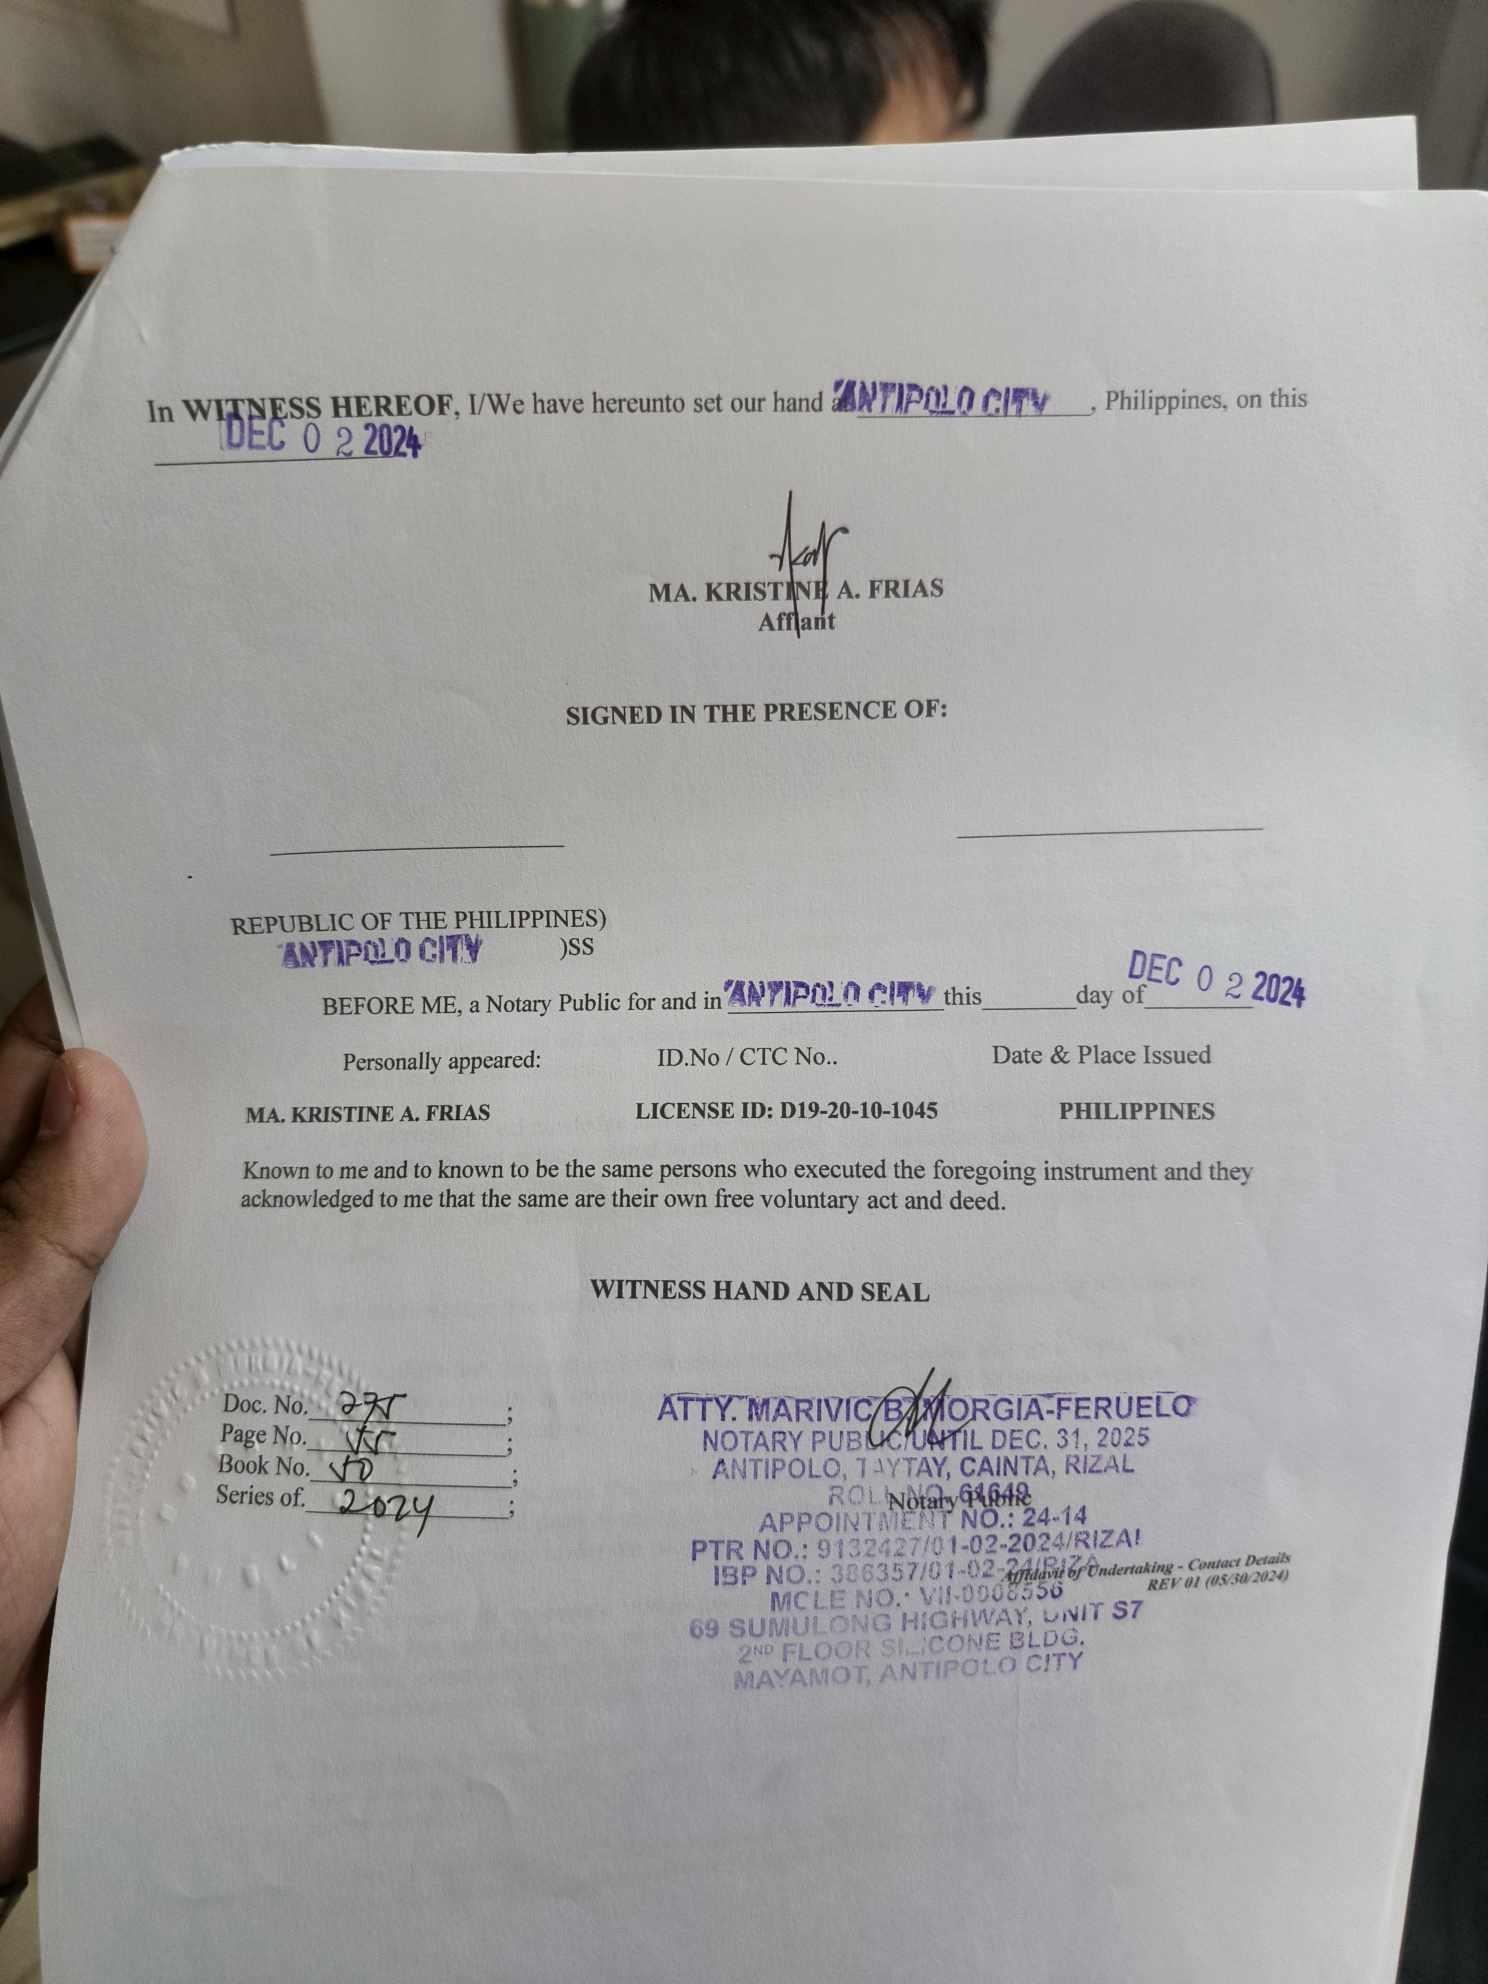 In WITNESS HEREOF, I/We have hereunto set our hand ANTIPOLO CITY, Philippines, on this
DEC 02 2024
MA. KRISTINE A. FRIAS
Affiant
SIGNED IN THE PRESENCE OF:
REPUBLIC OF THE PHILIPPINES)
ANTIPOLO CITY )SS
BEFORE ME, a Notary Public for and in ANTIPOLO CITY this day of DEC 02 2024
Personally appeared: ID.No / CTC No.. Date & Place Issued
MA. KRISTINE A. FRIAS LICENSE ID: D19-20-10-1045 PHILIPPINES
Known to me and to known to be the same persons who executed the foregoing instrument and they
acknowledged to me that the same are their own free voluntary act and deed.
WITNESS HAND AND SEAL
Doc. No. 275;
Page No. 55;
Book No. 50;
Series of. 2024;
ATTY. MARIVIC B. MORGIA-FERUELO
NOTARY PUBLIC/UNTIL DEC. 31, 2025
ANTIPOLO, TAYTAY, CAINTA, RIZAL
ROLL NO. 61649
Notary Public
APPOINTMENT NO.: 24-14
PTR NO.: 9132427/01-02-2024/RIZAL
IBP NO.: 386357/01-02-24/RIZA
Affidavit of Undertaking - Contact Details
REV 01 (05/30/2024)
MCLE NO.: VII-0008556
69 SUMULONG HIGHWAY, UNIT S7
2ND FLOOR SILICONE BLDG.
MAYAMOT, ANTIPOLO CITY